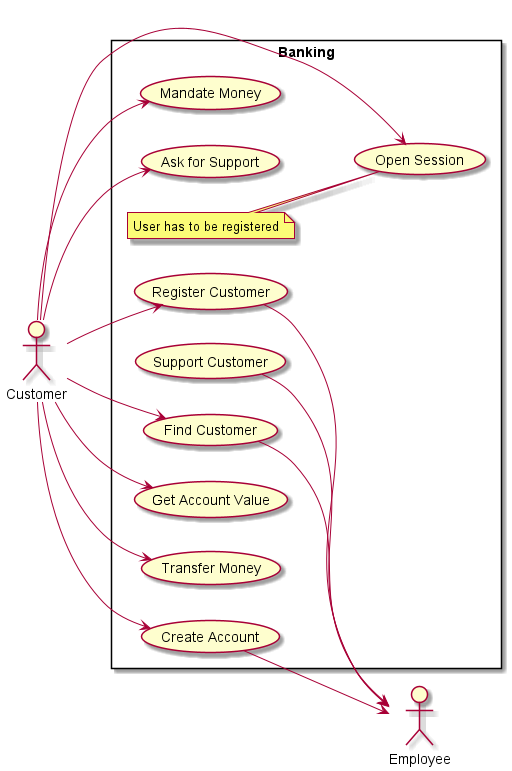 Banking
Mandate Money
Ask for Support
Open Session
User has to be registered
Register Customer
Support Customer
Customer
Find Customer
Get Account Value
Transfer Money
Create Account
Employee